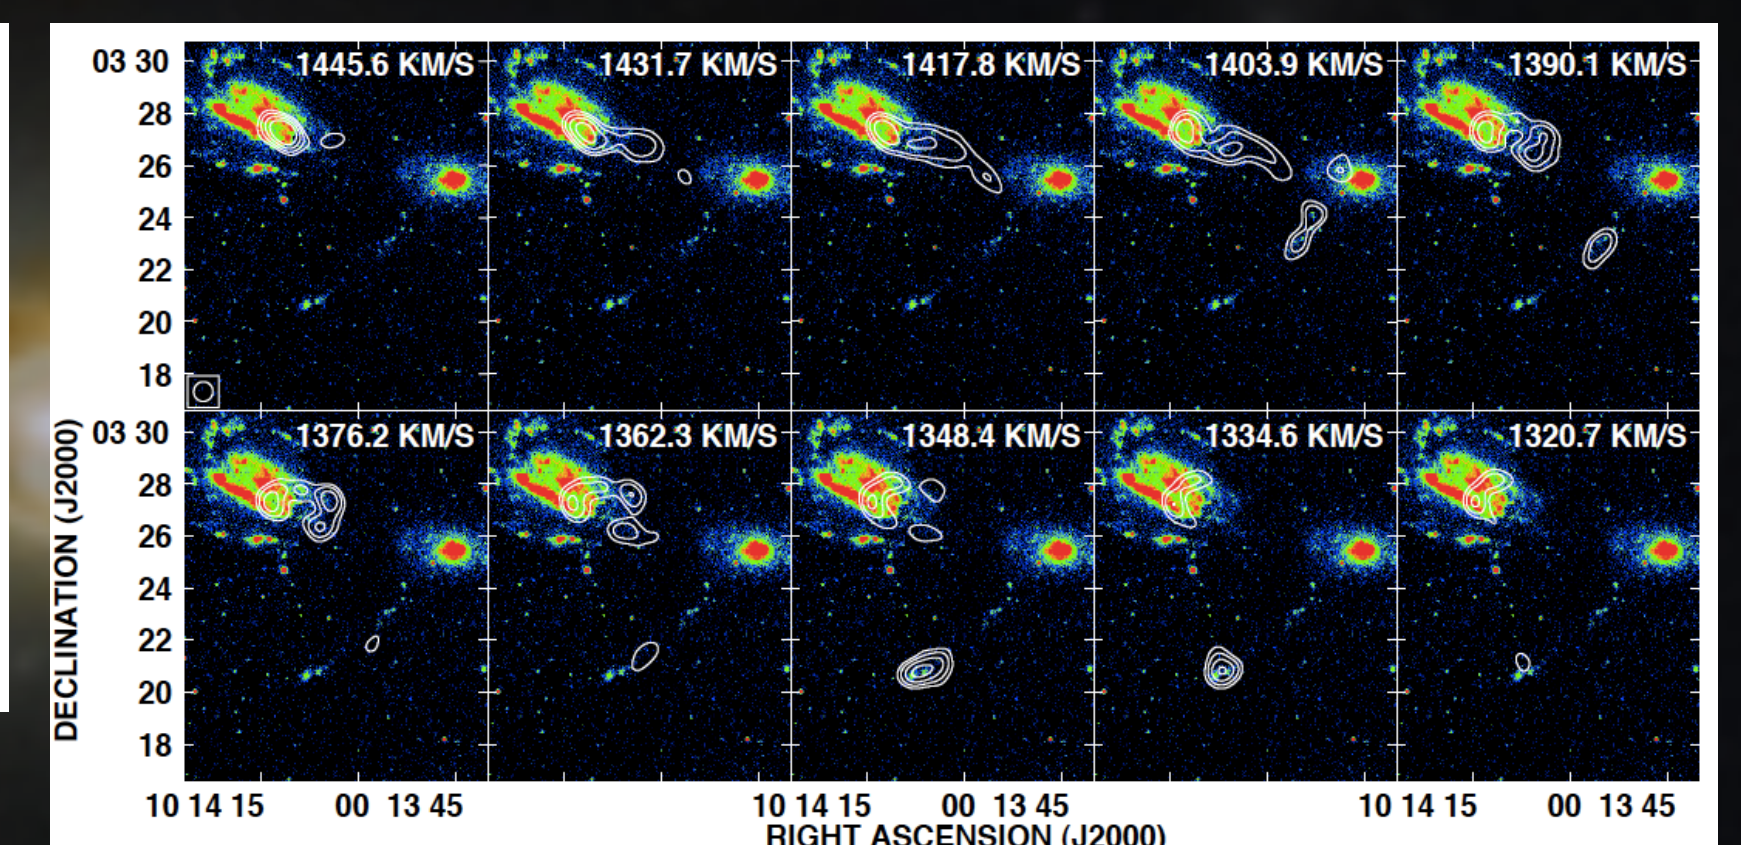 1445.6 KM/S 1431.7 KM/S 1417.8 KM/S 1403.9 KM/S 1390.1 KM/S
03 30
28
26
24
22
20
18
1376.2 KM/S 1362.3 KM/S 1348.4 KM/S 1334.6 KM/S 1320.7 KM/S
03 30
28
26
24
22
20
18
DECLINATION (J2000)
10 14 15 00 13 45 10 14 15 00 13 45 10 14 15 00 13 45
RIGHT ASCENSION (J2000)